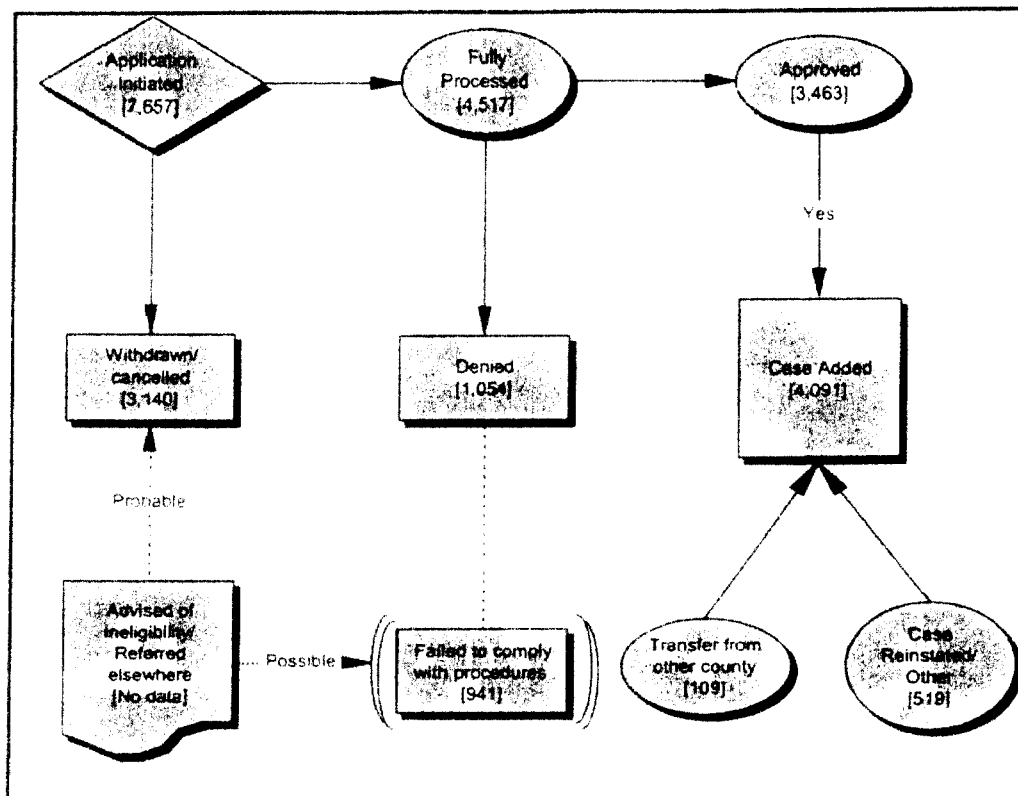 Application
Initiated
[7,657]
Fully
Processed
[4,517]
Approved
[3,463]
Yes
Withdrawn/
cancelled
[3,140]
Denied
[1,054]
Case Added
[4,091]
Probable
Advised of
ineligibility/
Referred
elsewhere
[No data]
Possible
Failed to comply
with procedures
[941]
Transfer from
other county
[109]
Case
Reinstated/
Other
[519]